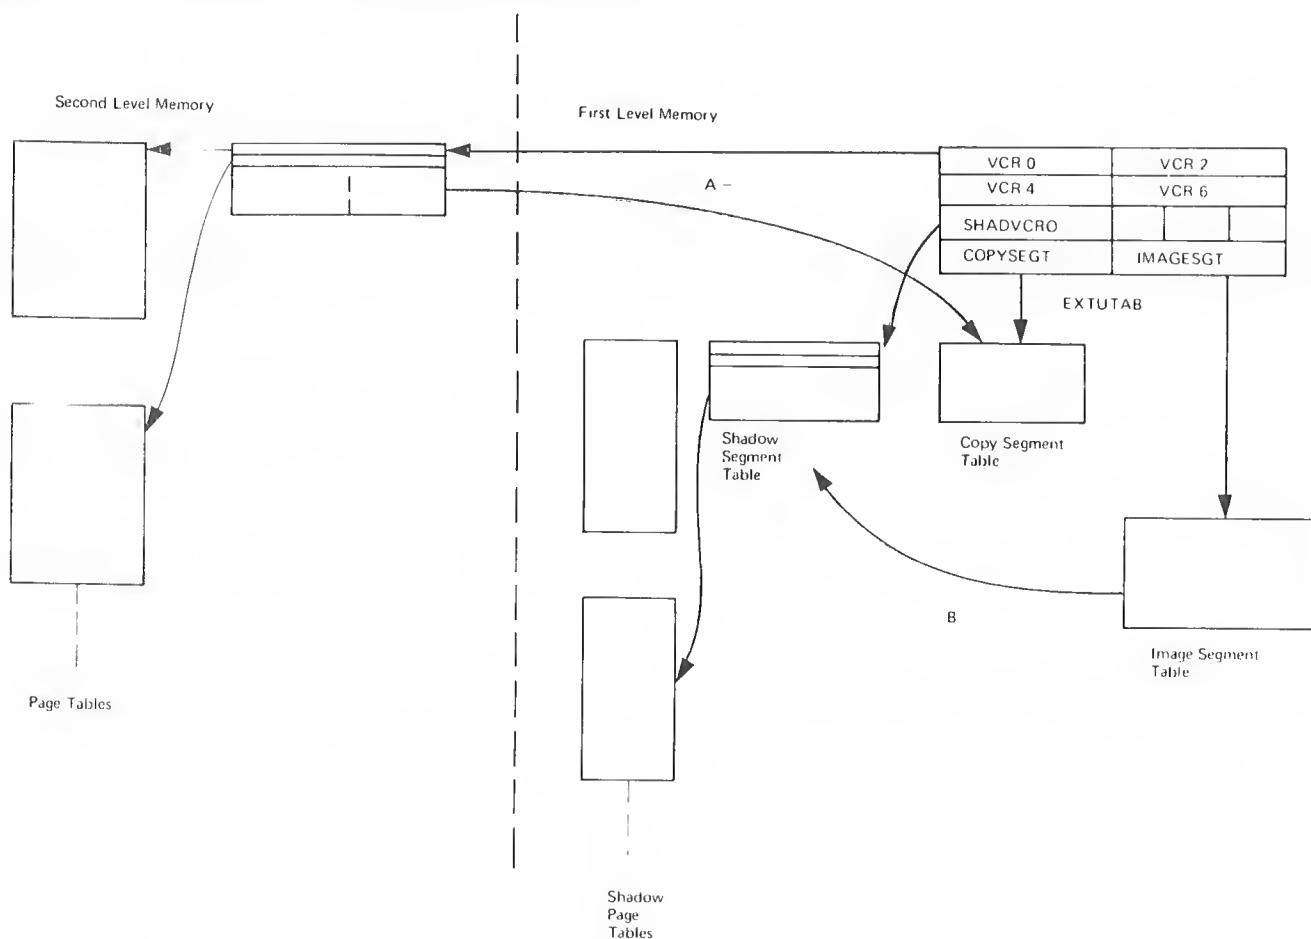 Second Level Memory
First Level Memory
VCR 0
VCR 2
A –
VCR 4
VCR 6
SHADVCRO
COPYSEGT
IMAGESGT
EXTUTAB
Shadow
Segment
Table
Copy Segment
Table
B
Image Segment
Table
Page Tables
Shadow
Page
Tables